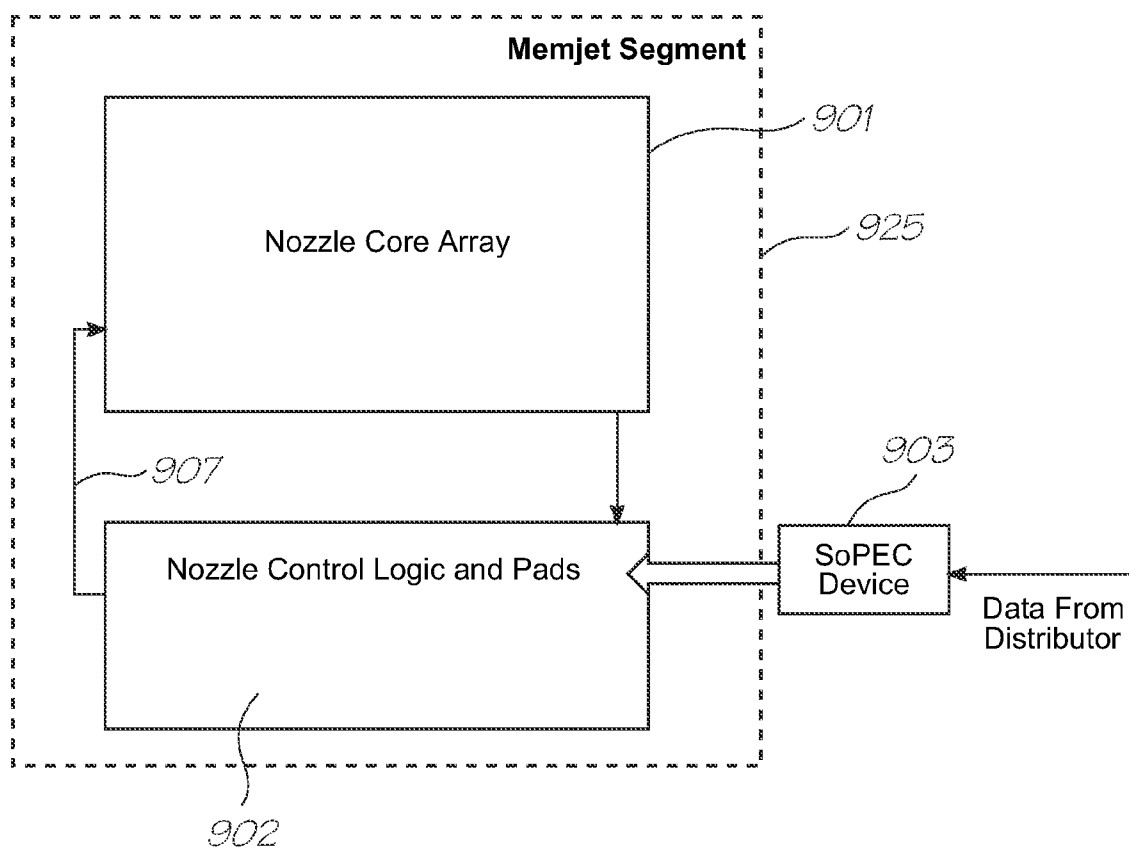 Memjet Segment
901
Nozzle Core Array
925
907
903
Nozzle Control Logic and Pads
SoPEC
Device
Data From
Distributor
902